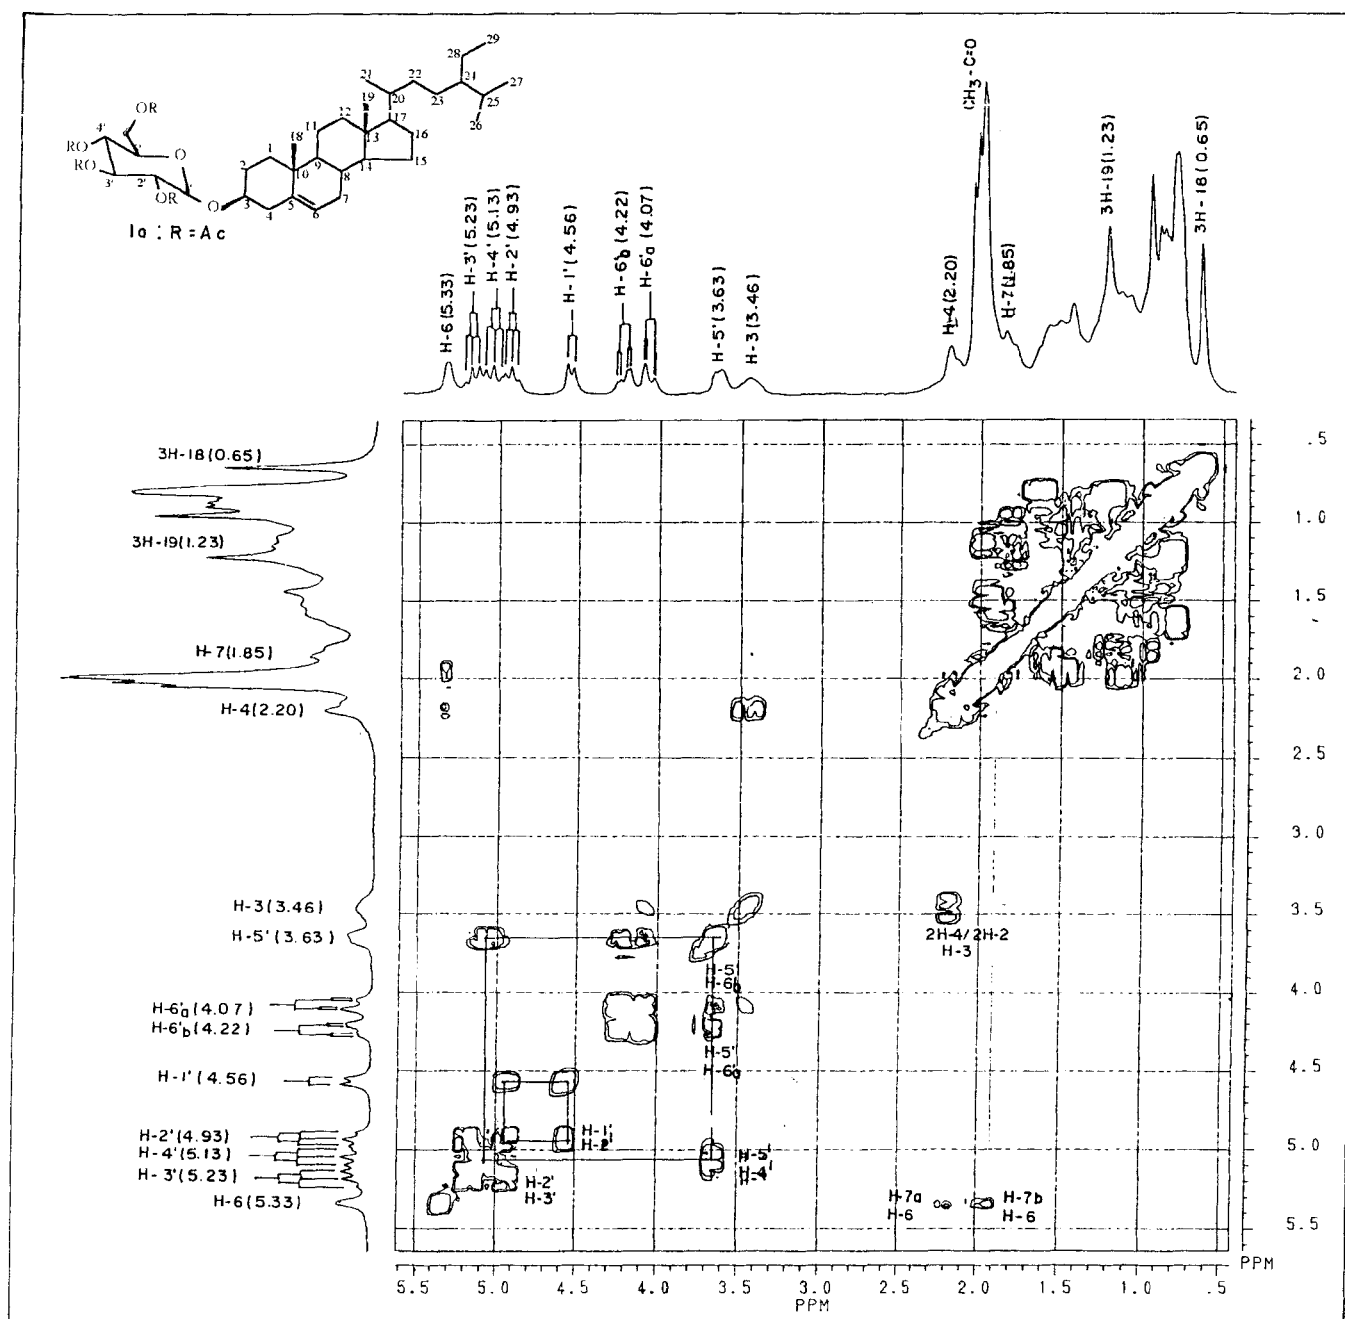 29
28
21
22
24
27
19
20
23
25
12
17
26
OR
11
13
16
18
4'
1
14
15
RO
O
2
9
8
RO
10
3'
2'
RO
O
3
5
7
4
6
1a : R = Ac
H-6 (5.33)
H-3' (5.23)
H-4' (5.13)
H-2' (4.93)
H-1' (4.56)
H-6'b (4.22)
H-6'a (4.07)
H-5' (3.63)
H-3 (3.46)
H-4 (2.20)
CH3-C=O
H-7 (1.85)
3H-19 (1.23)
3H-18 (0.65)
3H-18 (0.65)
3H-19 (1.23)
H-7 (1.85)
H-4 (2.20)
H-3 (3.46)
H-5' (3.63)
H-6'a (4.07)
H-6'b (4.22)
H-1' (4.56)
H-2' (4.93)
H-4' (5.13)
H-3' (5.23)
H-6 (5.33)
2H-4/2H-2
H-3
H-5'
H-6'b
H-5'
H-6'a
H-1'
H-2'
H-5'
H-4'
H-2'
H-3'
H-7a
H-6
H-7b
H-6
.5
1.0
1.5
2.0
2.5
3.0
3.5
4.0
4.5
5.0
5.5
PPM
5.5 5.0 4.5 4.0 3.5 3.0 2.5 2.0 1.5 1.0 .5
PPM